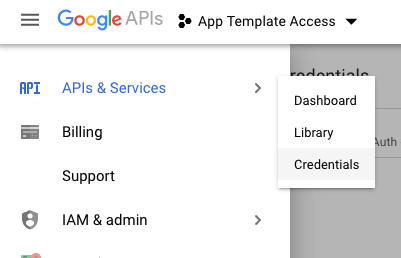 Google APIs
App Template Access
redentials
API
APIs & Services
Dashboard
Billing
Library
Auth
Credentials
Support
IAM & admin